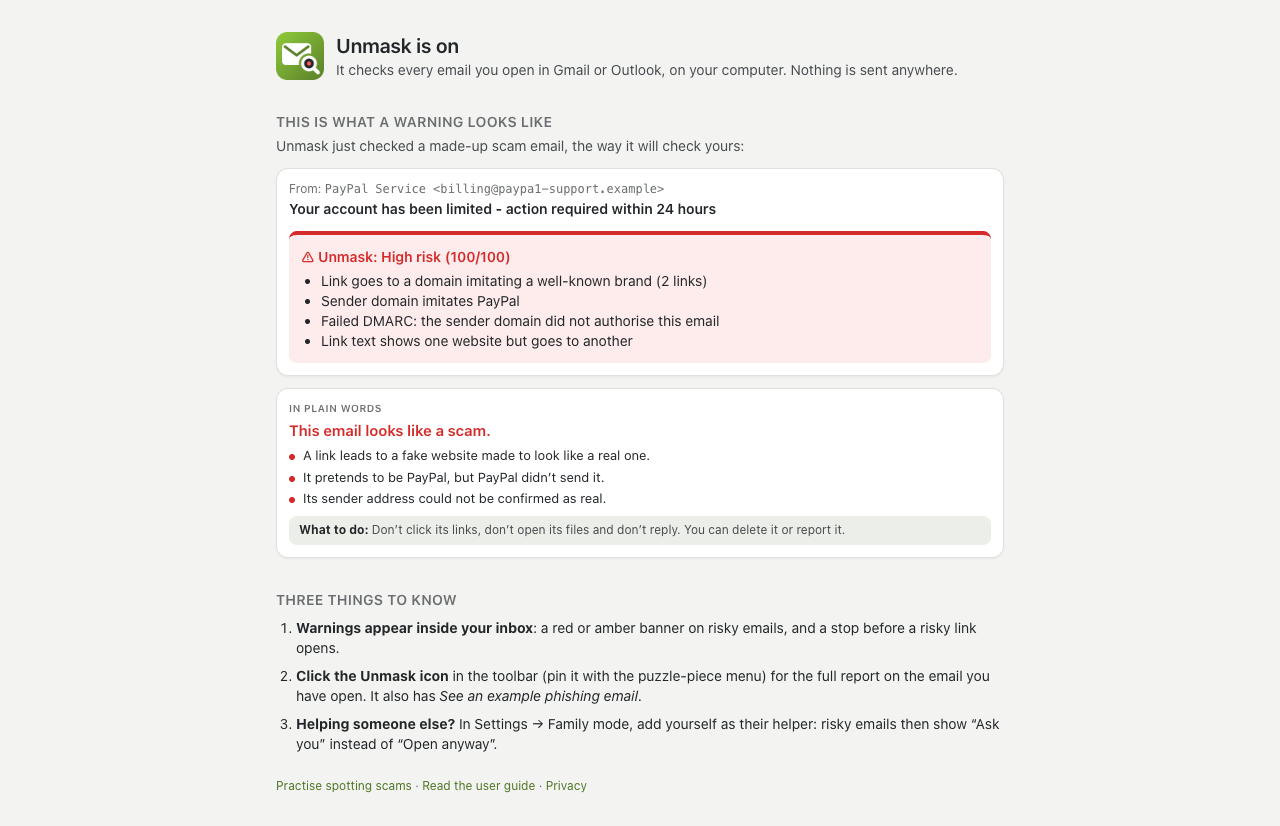 Unmask is on
It checks every email you open in Gmail or Outlook, on your computer. Nothing is sent anywhere.
THIS IS WHAT A WARNING LOOKS LIKE
Unmask just checked a made-up scam email, the way it will check yours:
From: PayPal Service <billing@paypa1-support.example>
Your account has been limited - action required within 24 hours
⚠ Unmask: High risk (100/100)
• Link goes to a domain imitating a well-known brand (2 links)
• Sender domain imitates PayPal
• Failed DMARC: the sender domain did not authorise this email
• Link text shows one website but goes to another
IN PLAIN WORDS
This email looks like a scam.
• A link leads to a fake website made to look like a real one.
• It pretends to be PayPal, but PayPal didn’t send it.
• Its sender address could not be confirmed as real.
What to do: Don’t click its links, don’t open its files and don’t reply. You can delete it or report it.
THREE THINGS TO KNOW
1. Warnings appear inside your inbox: a red or amber banner on risky emails, and a stop before a risky link
opens.
2. Click the Unmask icon in the toolbar (pin it with the puzzle-piece menu) for the full report on the email you
have open. It also has See an example phishing email.
3. Helping someone else? In Settings → Family mode, add yourself as their helper: risky emails then show “Ask
you” instead of “Open anyway”.
Practise spotting scams · Read the user guide · Privacy